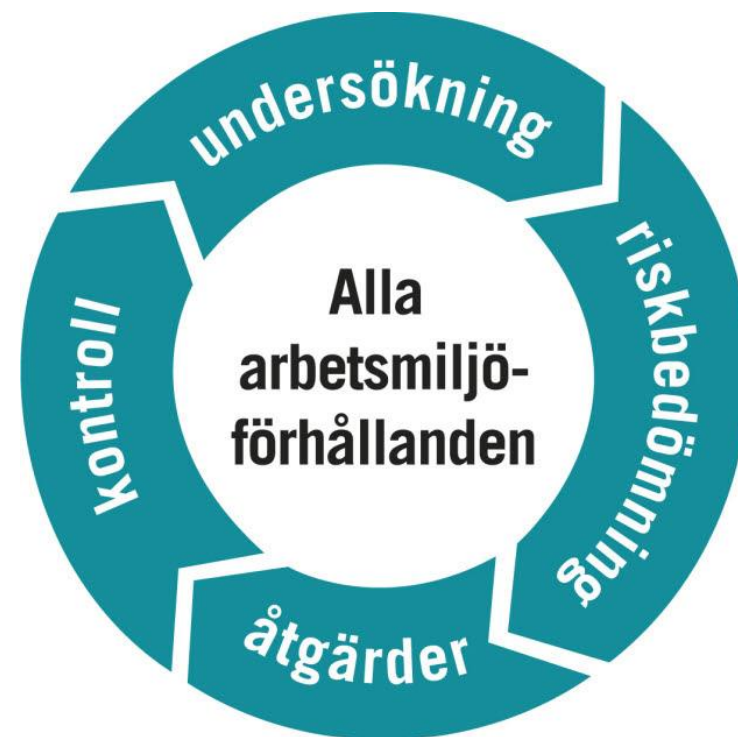 undersökning
riskbedömning
åtgärder
kontroll
Alla
arbetsmiljö-
förhållanden